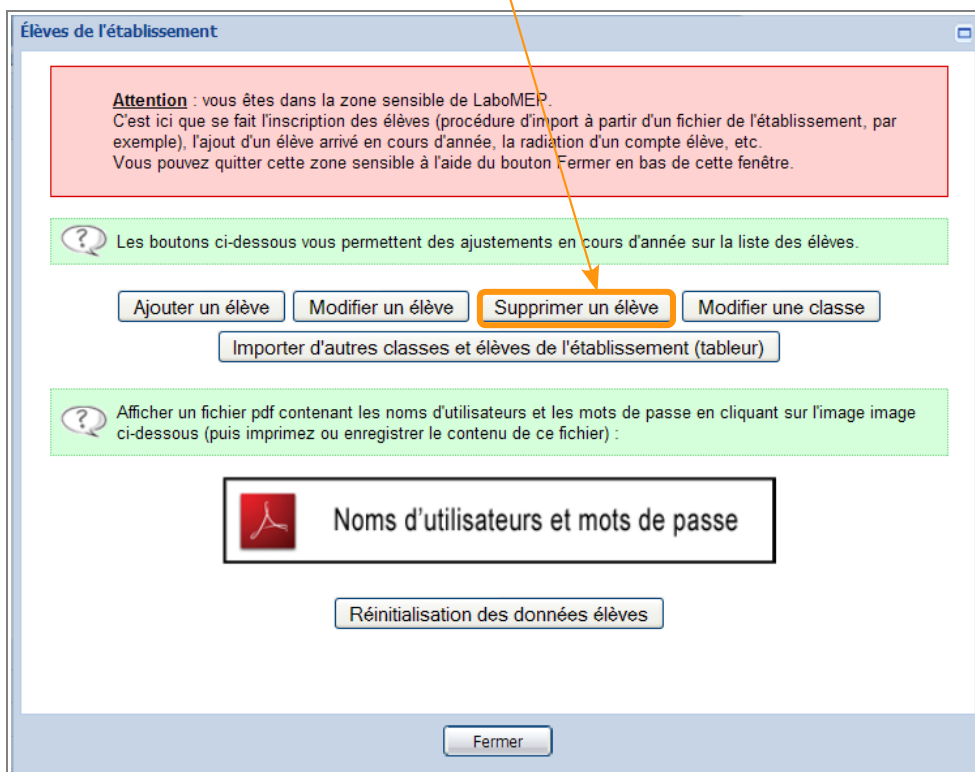 Élèves de l'établissement
Attention : vous êtes dans la zone sensible de LaboMEP.
C'est ici que se fait l'inscription des élèves (procédure d'import à partir d'un fichier de l'établissement, par
exemple), l'ajout d'un élève arrivé en cours d'année, la radiation d'un compte élève, etc.
Vous pouvez quitter cette zone sensible à l'aide du bouton Fermer en bas de cette fenêtre.
Les boutons ci-dessous vous permettent des ajustements en cours d'année sur la liste des élèves.
Ajouter un élève Modifier un élève Supprimer un élève Modifier une classe
Importer d'autres classes et élèves de l'établissement (tableur)
Afficher un fichier pdf contenant les noms d'utilisateurs et les mots de passe en cliquant sur l'image image
ci-dessous (puis imprimez ou enregistrer le contenu de ce fichier) :
Noms d'utilisateurs et mots de passe
Réinitialisation des données élèves
Fermer